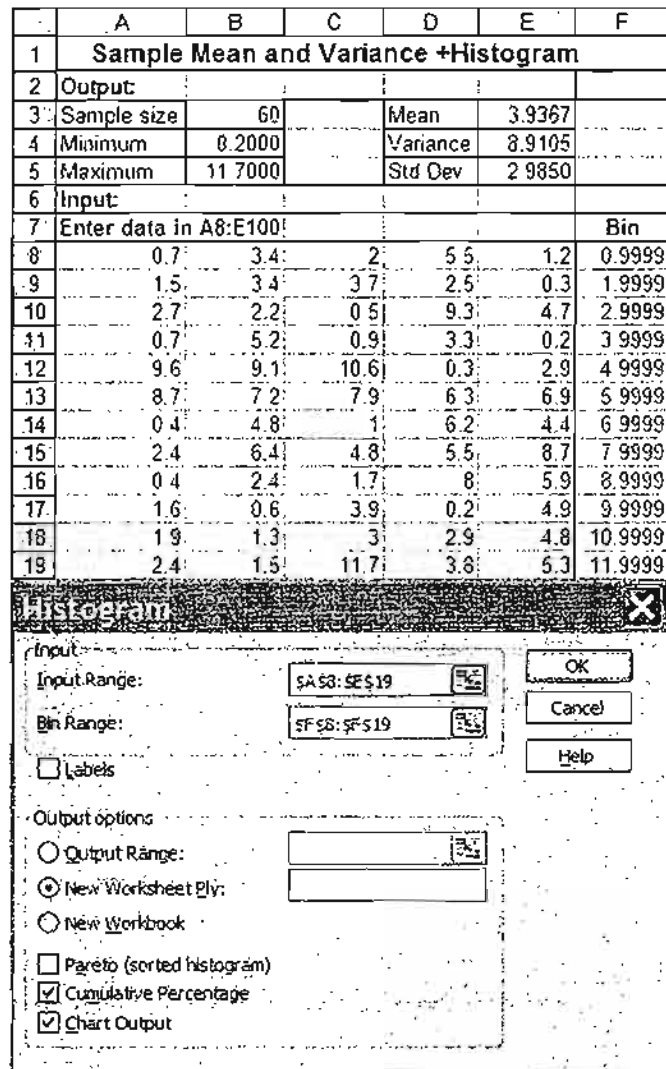 A B C D E F
1 Sample Mean and Variance +Histogram
2 Output:
3 Sample size 60 Mean 3.9367
4 Minimum 0.2000 Variance 8.9105
5 Maximum 11.7000 Std Dev 2.9850
6 Input:
7 Enter data in A8:E100 Bin
8 0.7 3.4 2 5.5 1.2 0.9999
9 1.5 3.4 3.7 2.5 0.3 1.9999
10 2.7 2.2 0.5 9.3 4.7 2.9999
11 0.7 5.2 0.9 3.3 0.2 3.9999
12 9.6 9.1 10.6 0.3 2.9 4.9999
13 8.7 7.2 7.9 6.3 6.9 5.9999
14 0.4 4.8 1 6.2 4.4 6.9999
15 2.4 6.4 4.8 5.5 8.7 7.9999
16 0.4 2.4 1.7 8 5.9 8.9999
17 1.6 0.6 3.9 0.2 4.9 9.9999
18 1.9 1.3 3 2.9 4.8 10.9999
19 2.4 1.5 11.7 3.8 5.3 11.9999
Histogram
Input
Input Range: $A$8:$E$19 OK
Bin Range: $F$8:$F$19 Cancel
Labels Help
Output options
Output Range:
New Worksheet Ply:
New Workbook
Pareto (sorted histogram)
Cumulative Percentage
Chart Output